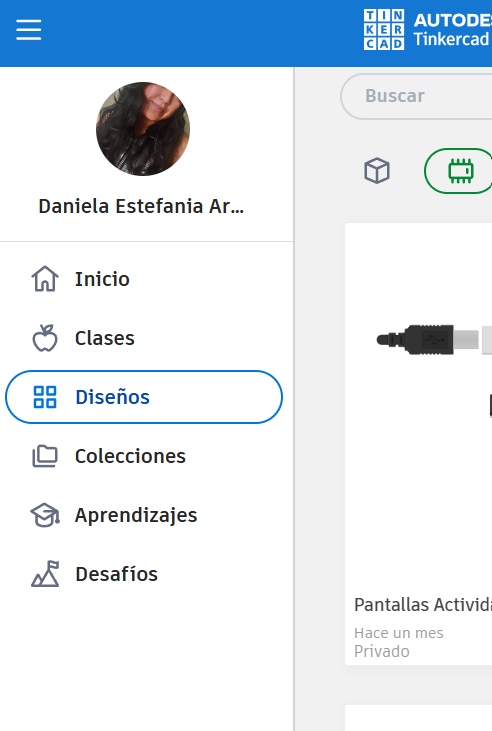 TIN
KER
CAD
AUTODES
Tinkercad
Daniela Estefania Ar...
Inicio
Clases
Diseños
Colecciones
Aprendizajes
Desafíos
Buscar
Pantallas Activida
Hace un mes
Privado